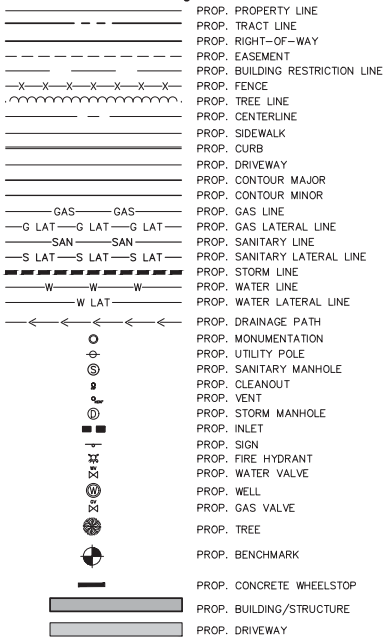 PROP. PROPERTY LINE
PROP. TRACT LINE
PROP. RIGHT-OF-WAY
PROP. EASEMENT
PROP. BUILDING RESTRICTION LINE
X X X X X X PROP. FENCE
PROP. TREE LINE
PROP. CENTERLINE
PROP. SIDEWALK
PROP. CURB
PROP. DRIVEWAY
PROP. CONTOUR MAJOR
PROP. CONTOUR MINOR
GAS GAS PROP. GAS LINE
G LAT G LAT G LAT PROP. GAS LATERAL LINE
SAN SAN PROP. SANITARY LINE
S LAT S LAT S LAT PROP. SANITARY LATERAL LINE
PROP. STORM LINE
W W W PROP. WATER LINE
W LAT PROP. WATER LATERAL LINE
PROP. DRAINAGE PATH
PROP. MONUMENTATION
PROP. UTILITY POLE
S PROP. SANITARY MANHOLE
PROP. CLEANOUT
VENT PROP. VENT
D PROP. STORM MANHOLE
PROP. INLET
PROP. SIGN
PROP. FIRE HYDRANT
WV PROP. WATER VALVE
W PROP. WELL
GV PROP. GAS VALVE
PROP. TREE
PROP. BENCHMARK
PROP. CONCRETE WHEELSTOP
PROP. BUILDING/STRUCTURE
PROP. DRIVEWAY